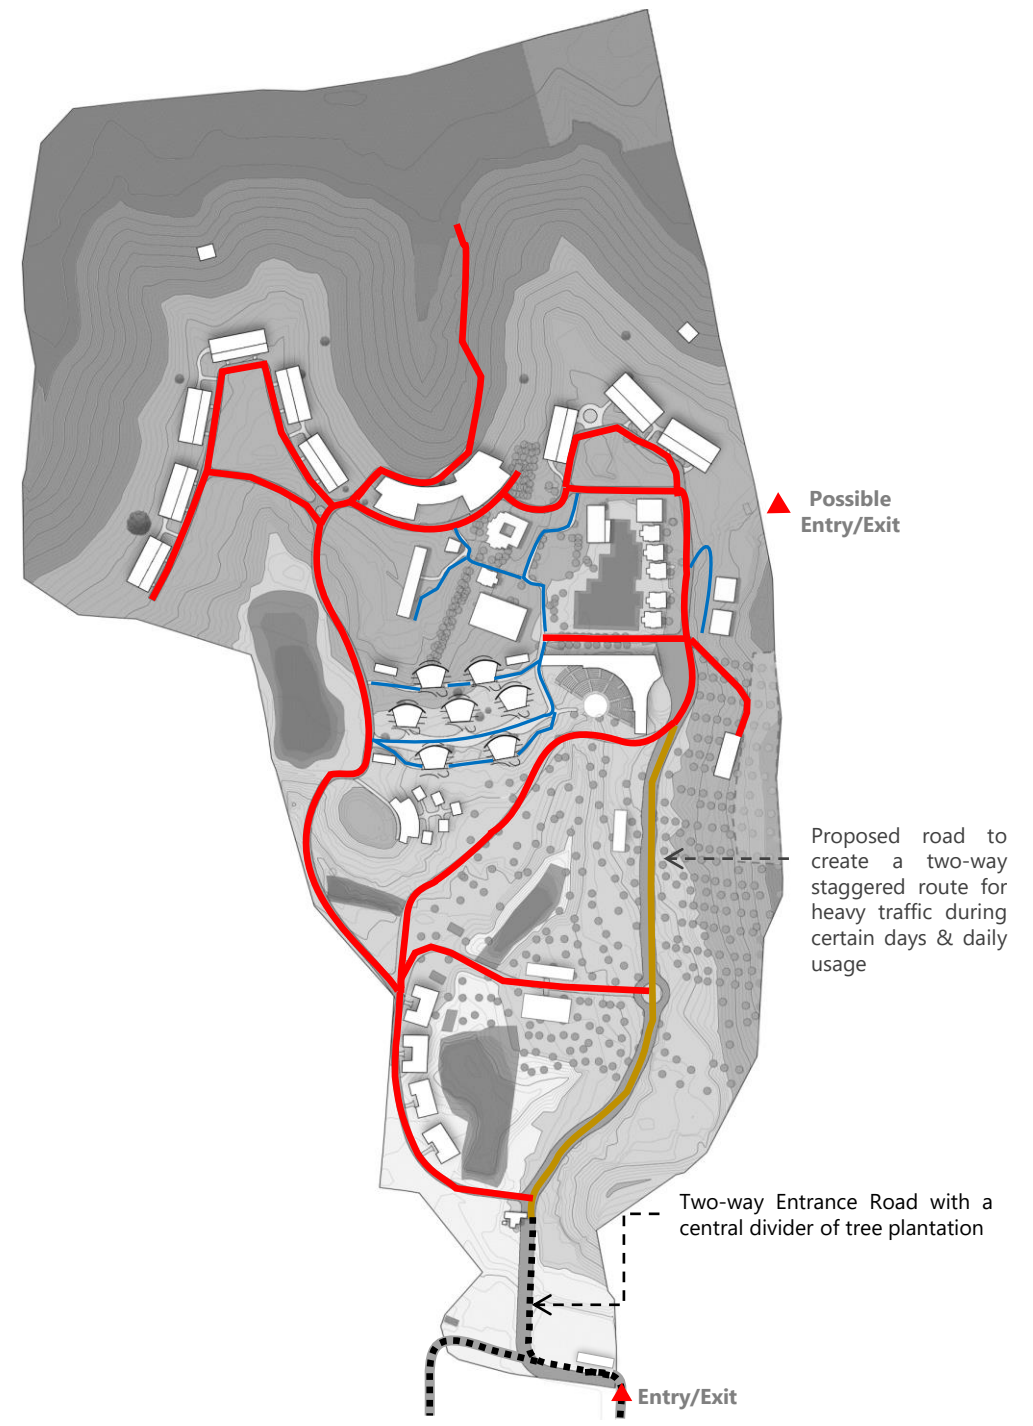 Possible
Entry/Exit
Proposed road to
create a two-way
staggered route for
heavy traffic during
certain days & daily
usage
Two-way Entrance Road with a
central divider of tree plantation
Entry/Exit